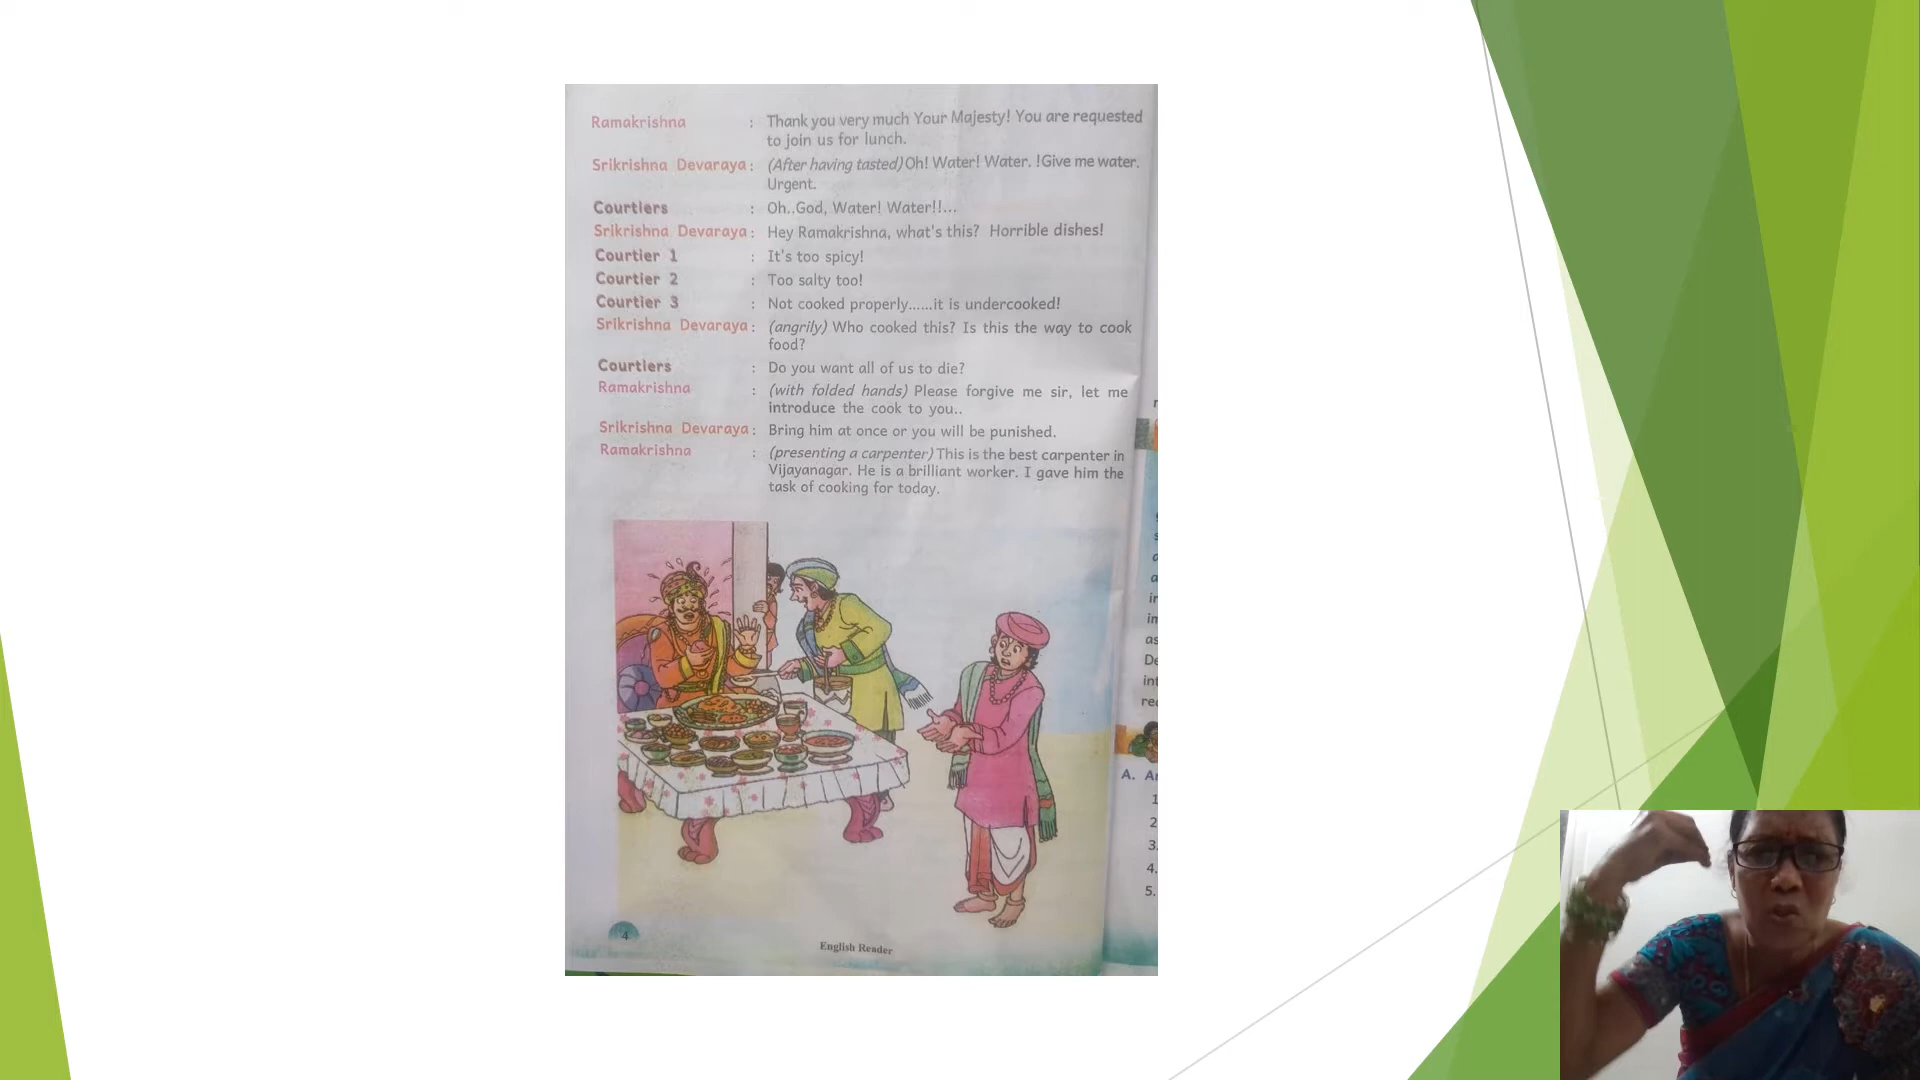 Ramakrishna : Thank you very much Your Majesty! You are requested
to join us for lunch.
Srikrishna Devaraya : (After having tasted) Oh! Water! Water. !Give me water.
Urgent.
Courtiers : Oh..God, Water! Water!!...
Srikrishna Devaraya : Hey Ramakrishna, what's this? Horrible dishes!
Courtier 1 : It's too spicy!
Courtier 2 : Too salty too!
Courtier 3 : Not cooked properly......it is undercooked!
Srikrishna Devaraya : (angrily) Who cooked this? Is this the way to cook
food?
Courtiers : Do you want all of us to die?
Ramakrishna : (with folded hands) Please forgive me sir, let me
introduce the cook to you..
Srikrishna Devaraya : Bring him at once or you will be punished.
Ramakrishna : (presenting a carpenter) This is the best carpenter in
Vijayanagar. He is a brilliant worker. I gave him the
task of cooking for today.
4
English Reader
A.
1
2
3.
4.
5.